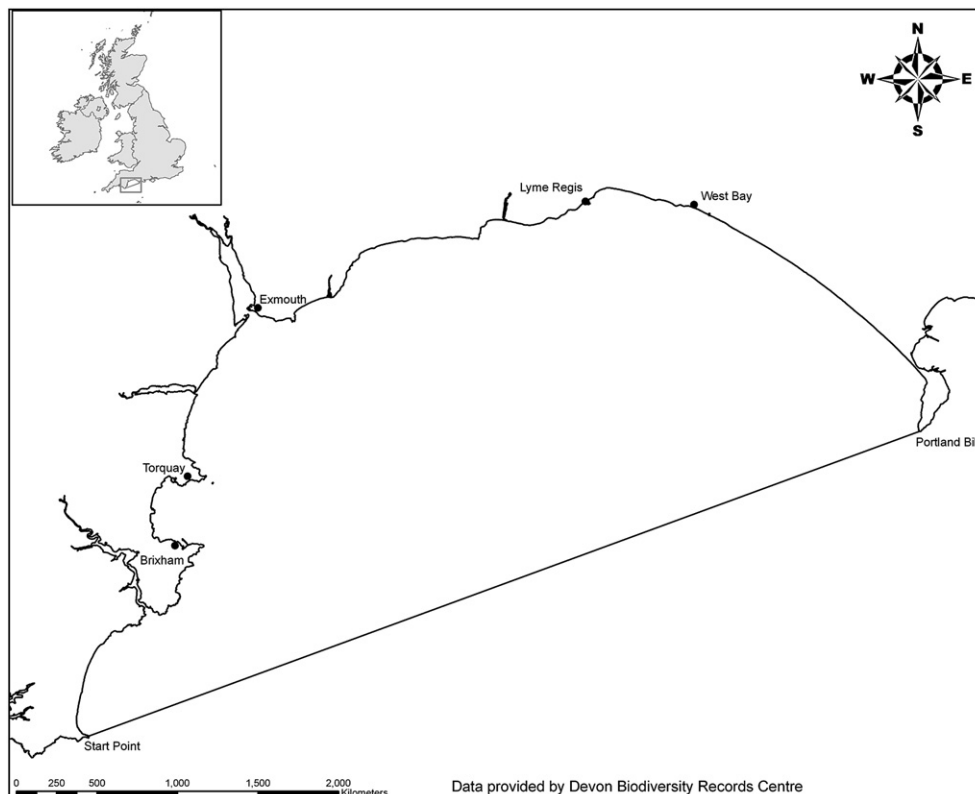 N
W E
S
Lyme Regis
West Bay
Exmouth
Portland Bi
Torquay
Brixham
Start Point
0 250 500 1,000 1,500 2,000
Kilometers
Data provided by Devon Biodiversity Records Centre